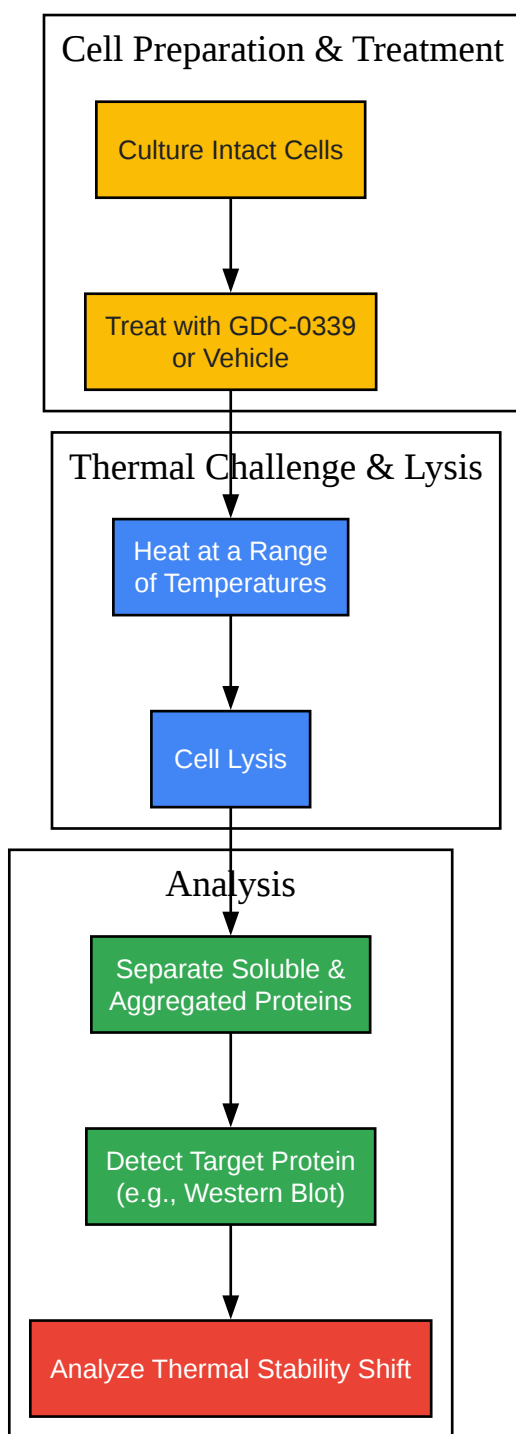 Cell Preparation & Treatment
Culture Intact Cells
Treat with GDC-0339
or Vehicle
Thermal Challenge & Lysis
Heat at a Range
of Temperatures
Cell Lysis
Analysis
Separate Soluble &
Aggregated Proteins
Detect Target Protein
(e.g., Western Blot)
Analyze Thermal Stability Shift